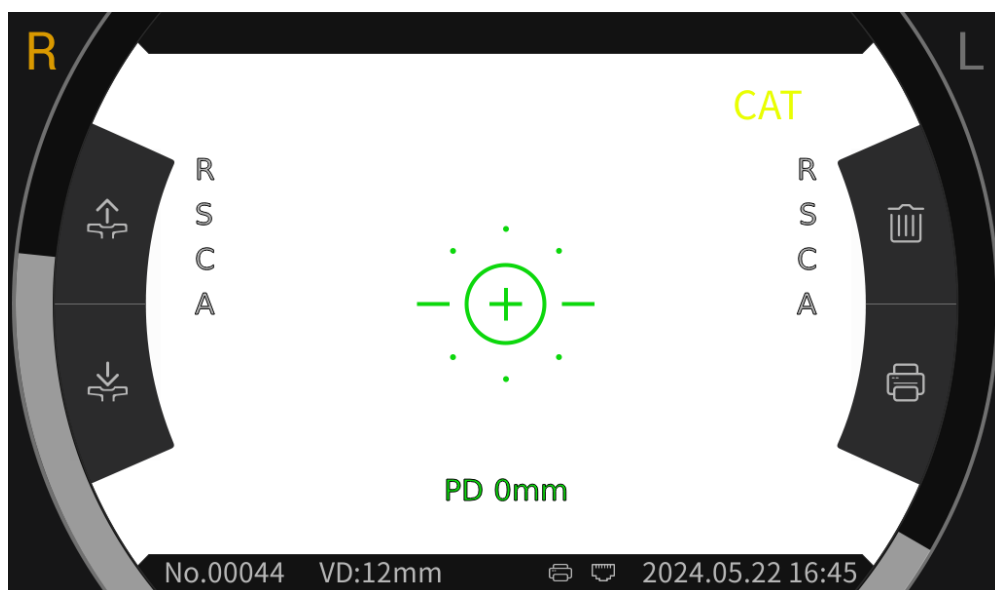 R L
CAT
R R
S S
C C
A A
PD 0mm
No.00044 VD:12mm 2024.05.22 16:45